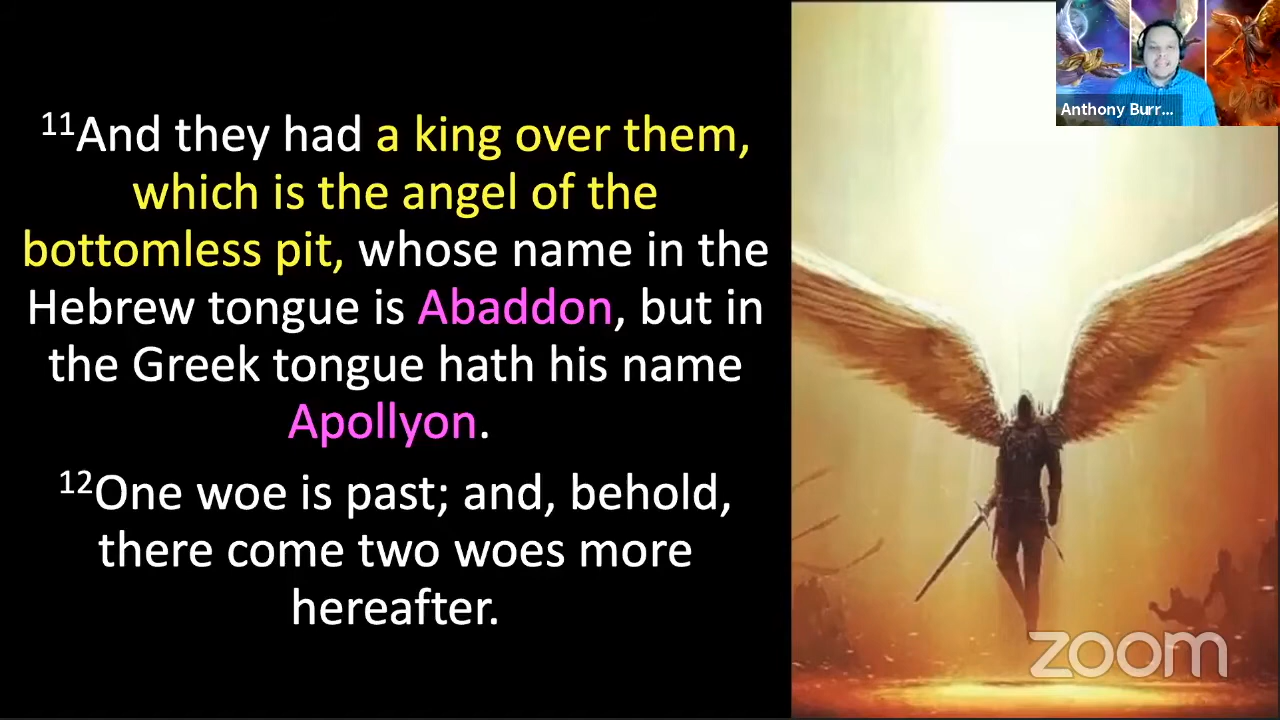 11And they had a king over them,
which is the angel of the
bottomless pit, whose name in the
Hebrew tongue is Abaddon, but in
the Greek tongue hath his name
Apollyon.
12One woe is past; and, behold,
there come two woes more
hereafter.
Anthony Burr...
zoom